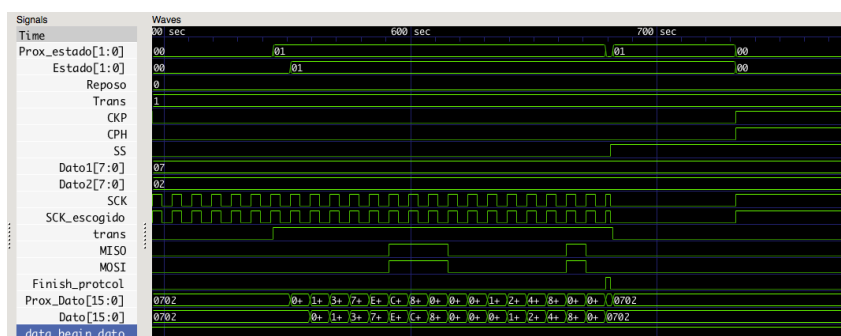 Signals Waves
Time 00 sec 600 sec 700 sec
Prox_estado[1:0] 00 01 01 00
Estado[1:0] 00 01 00
Reposo 0
Trans 1
CKP
CPH
SS
Dato1[7:0] 07
Dato2[7:0] 02
SCK
SCK_escogido
trans
MISO
MOSI
Finish_protcol
Prox_Dato[15:0] 0702 0+ 1+ 3+ 7+ E+ C+ 8+ 0+ 0+ 0+ 1+ 2+ 4+ 8+ 0+ 0+ 0702
Dato[15:0] 0702 0+ 1+ 3+ 7+ E+ C+ 8+ 0+ 0+ 0+ 1+ 2+ 4+ 8+ 0+ 0702
data begin dato